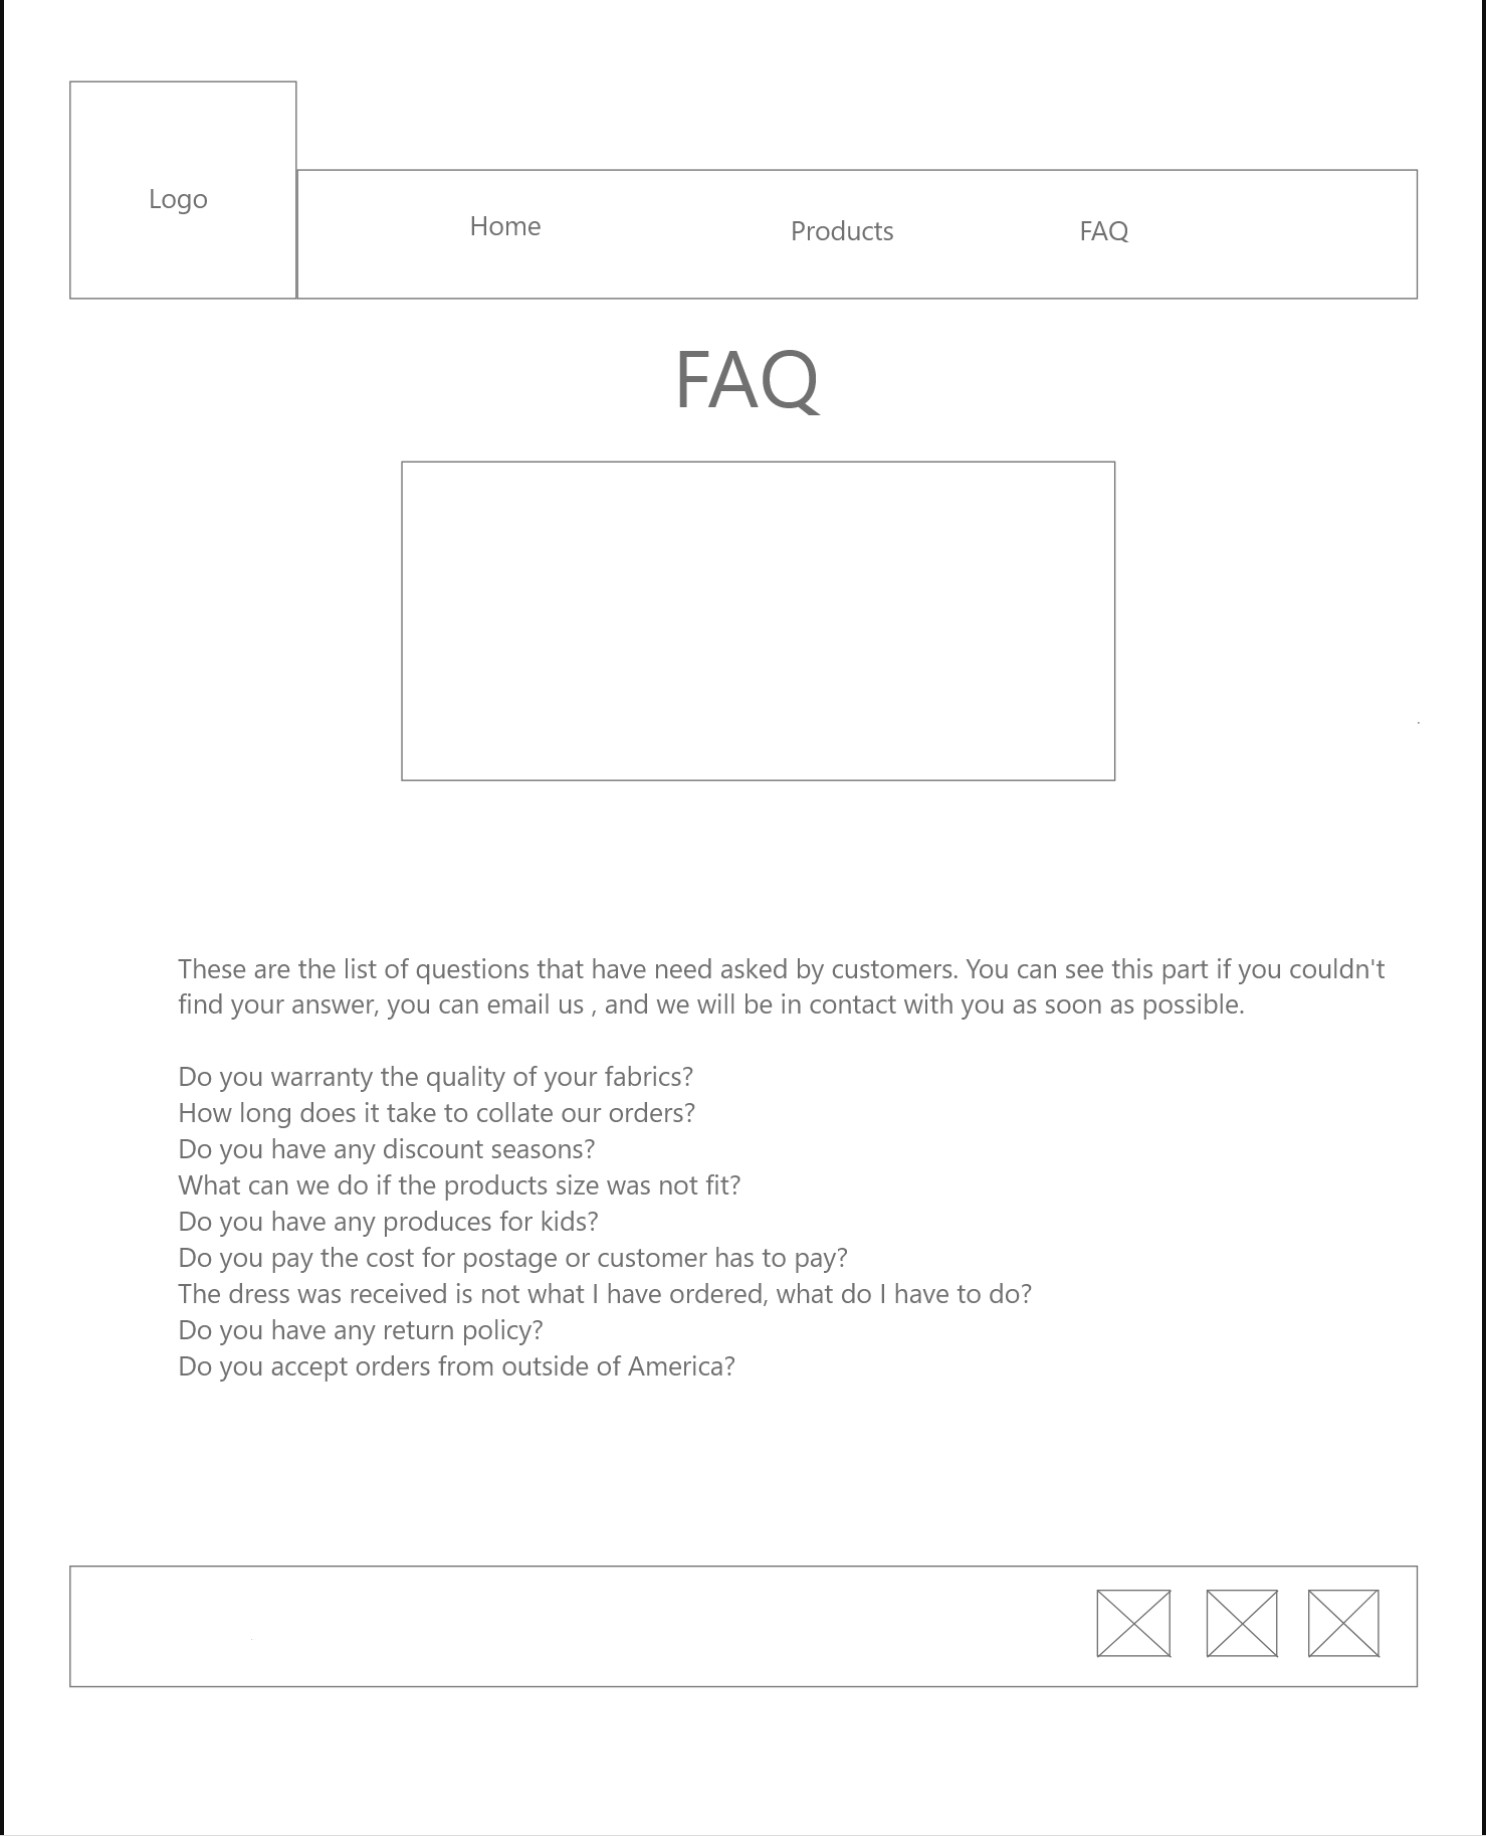 Logo
Home
Products
FAQ
FAQ
These are the list of questions that have need asked by customers. You can see this part if you couldn't
find your answer, you can email us , and we will be in contact with you as soon as possible.
Do you warranty the quality of your fabrics?
How long does it take to collate our orders?
Do you have any discount seasons?
What can we do if the products size was not fit?
Do you have any produces for kids?
Do you pay the cost for postage or customer has to pay?
The dress was received is not what I have ordered, what do I have to do?
Do you have any return policy?
Do you accept orders from outside of America?